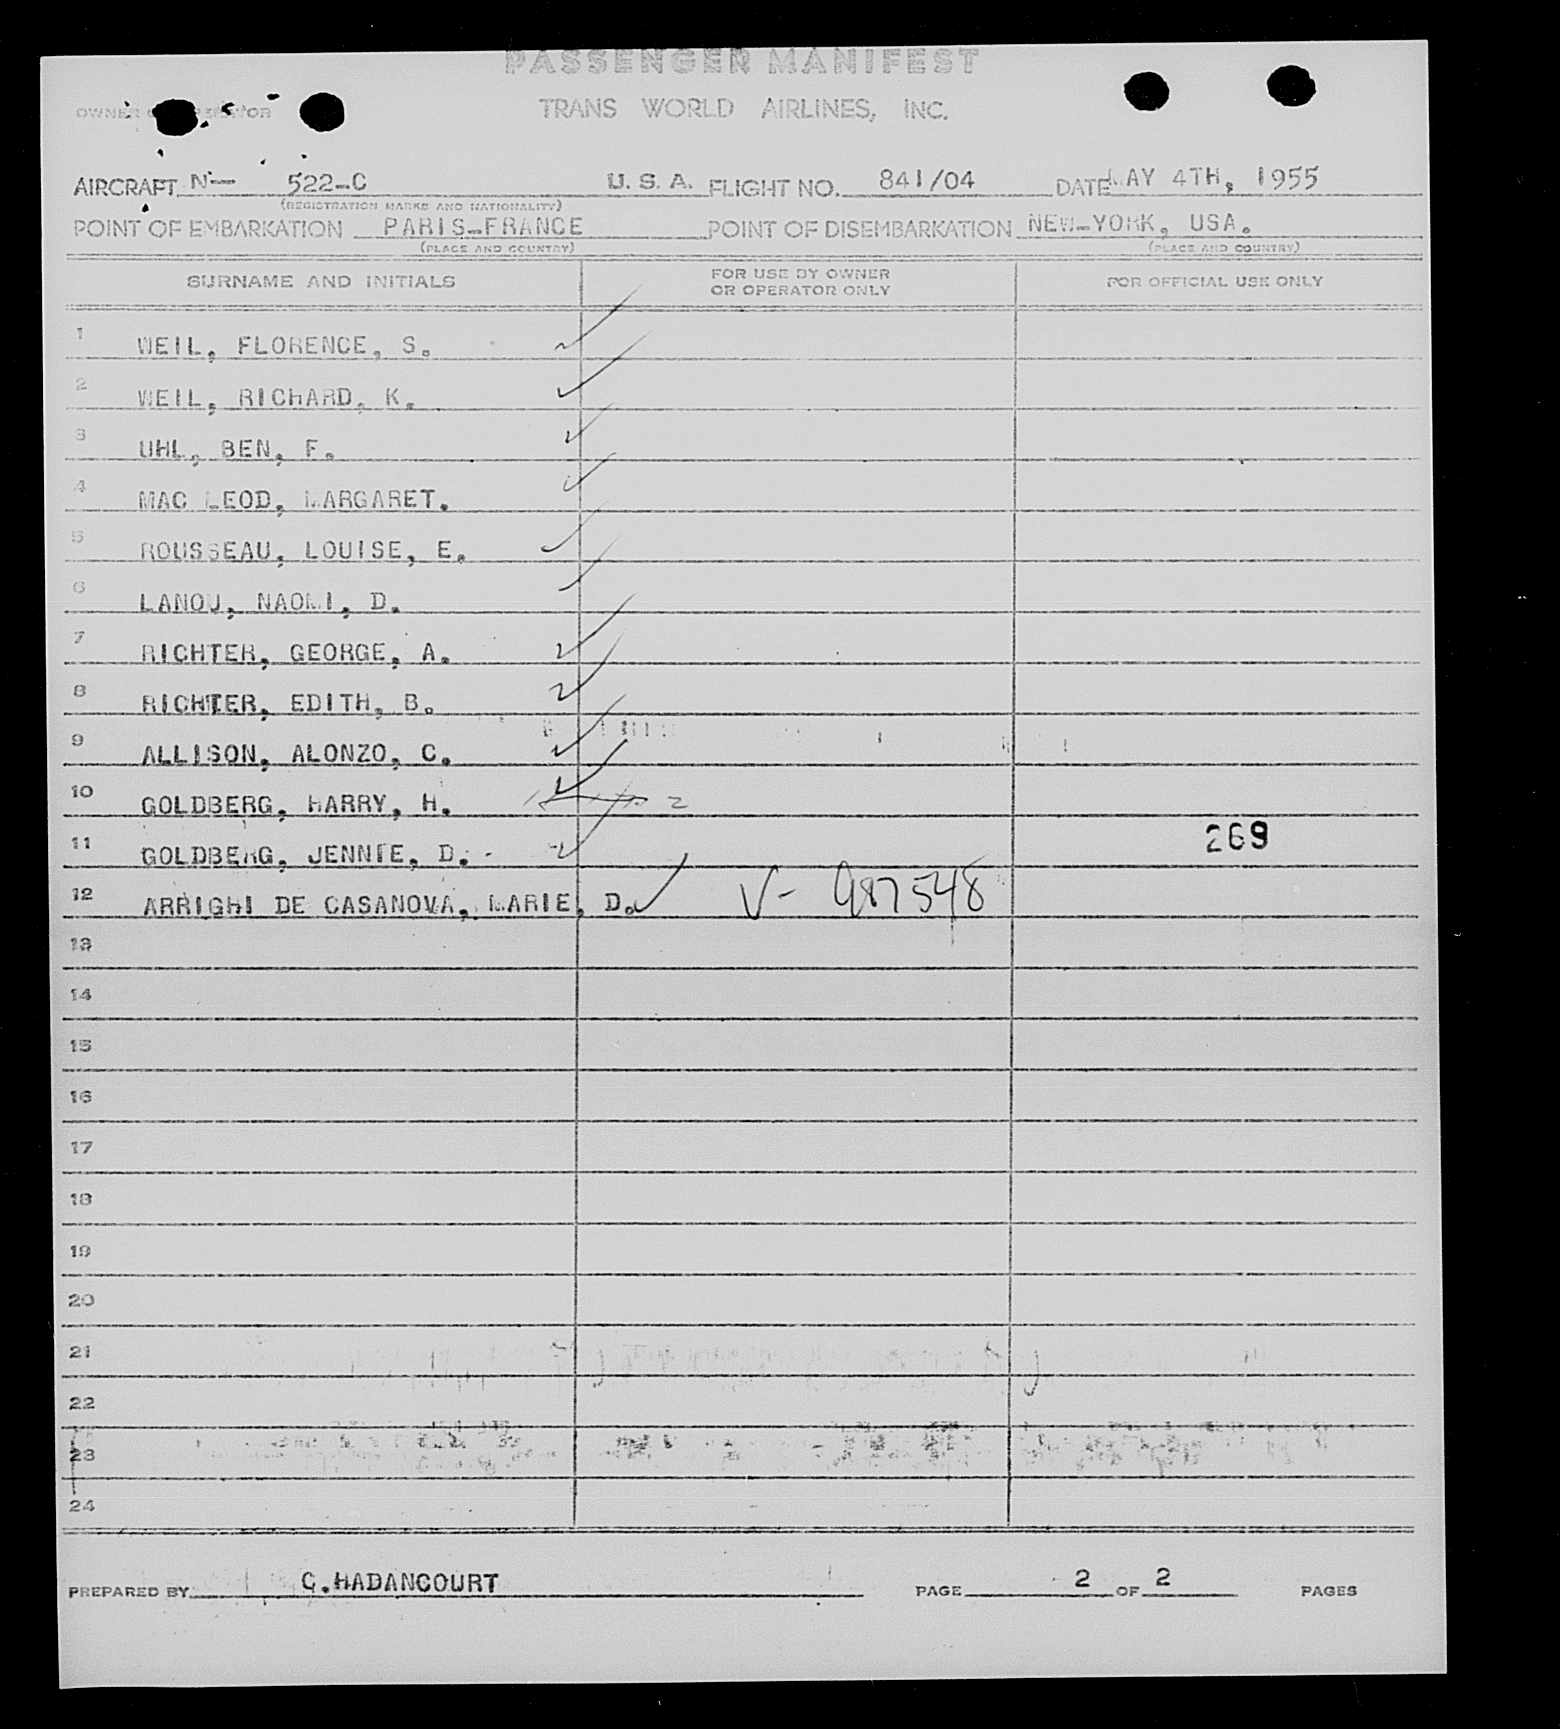 PASSENGER MANIFEST
OWNER OR OPERATOR TRANS WORLD AIRLINES, INC.
AIRCRAFT N— 522-C U. S. A. FLIGHT NO. 841/04 DATE MAY 4TH, 1955
(REGISTRATION MARKS AND NATIONALITY)
POINT OF EMBARKATION PARIS-FRANCE POINT OF DISEMBARKATION NEW-YORK, USA.
(PLACE AND COUNTRY) (PLACE AND COUNTRY)
SURNAME AND INITIALS FOR USE BY OWNER OR OPERATOR ONLY FOR OFFICIAL USE ONLY
1 WEIL, FLORENCE, S.
2 WEIL, RICHARD, K.
3 UHL, BEN, F.
4 MAC LEOD, MARGARET.
5 ROUSSEAU, LOUISE, E.
6 LANOU, NAOMI, D.
7 RICHTER, GEORGE, A.
8 RICHTER, EDITH, B.
9 ALLISON, ALONZO, C.
10 GOLDBERG, HARRY, H. 2
11 GOLDBERG, JENNIE, D. 269
12 ARRIGHI DE CASANOVA, MARIE, D. V- 987548
13
14
15
16
17
18
19
20
21
22
23
24
PREPARED BY C.HADANCOURT PAGE 2 OF 2 PAGES